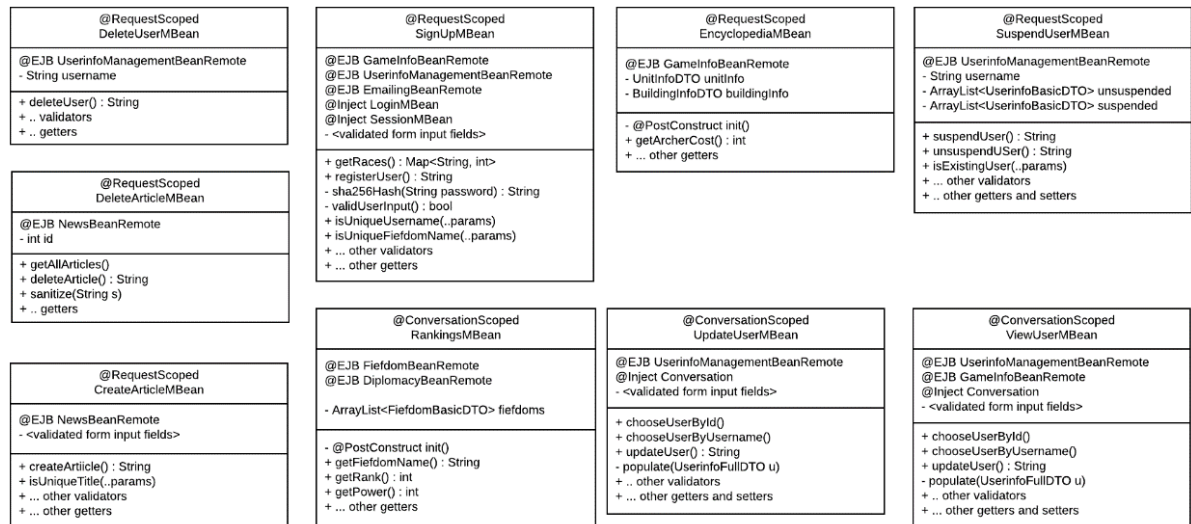 @RequestScoped
DeleteUserMBean
@EJB UserinfoManagementBeanRemote
- String username
+ deleteUser() : String
+ .. validators
+ .. getters
@RequestScoped
SignUpMBean
@EJB GameInfoBeanRemote
@EJB UserinfoManagementBeanRemote
@EJB EmailingBeanRemote
@Inject LoginMBean
@Inject SessionMBean
- <validated form input fields>
+ getRaces() : Map<String, int>
+ registerUser() : String
- sha256Hash(String password) : String
- validUserInput() : bool
+ isUniqueUsername(..params)
+ isUniqueFiefdomName(..params)
+ ... other validators
+ ... other getters
@RequestScoped
EncyclopediaMBean
@EJB GameInfoBeanRemote
- UnitInfoDTO unitInfo
- BuildingInfoDTO buildingInfo
- @PostConstruct init()
+ getArcherCost() : int
+ ... other getters
@RequestScoped
SuspendUserMBean
@EJB UserinfoManagementBeanRemote
- String username
- ArrayList<UserinfoBasicDTO> unsuspended
- ArrayList<UserinfoBasicDTO> suspended
+ suspendUser() : String
+ unsuspendUSer() : String
+ isExistingUser(..params)
+ ... other validators
+ .. other getters and setters
@RequestScoped
DeleteArticleMBean
@EJB NewsBeanRemote
- int id
+ getAllArticles()
+ deleteArticle() : String
+ sanitize(String s)
+ .. getters
@RequestScoped
CreateArticleMBean
@EJB NewsBeanRemote
- <validated form input fields>
+ createArtiicle() : String
+ isUniqueTitle(..params)
+ ... other validators
+ ... other getters
@ConversationScoped
RankingsMBean
@EJB FiefdomBeanRemote
@EJB DiplomacyBeanRemote
- ArrayList<FiefdomBasicDTO> fiefdoms
- @PostConstruct init()
+ getFiefdomName() : String
+ getRank() : int
+ getPower() : int
+ ... other getters
@ConversationScoped
UpdateUserMBean
@EJB UserinfoManagementBeanRemote
@Inject Conversation
- <validated form input fields>
+ chooseUserById()
+ chooseUserByUsername()
+ updateUser() : String
- populate(UserinfoFullDTO u)
+ .. other validators
+ ... other getters and setters
@ConversationScoped
ViewUserMBean
@EJB UserinfoManagementBeanRemote
@EJB GameInfoBeanRemote
@Inject Conversation
- <validated form input fields>
+ chooseUserById()
+ chooseUserByUsername()
+ updateUser() : String
- populate(UserinfoFullDTO u)
+ .. other validators
+ ... other getters and setters